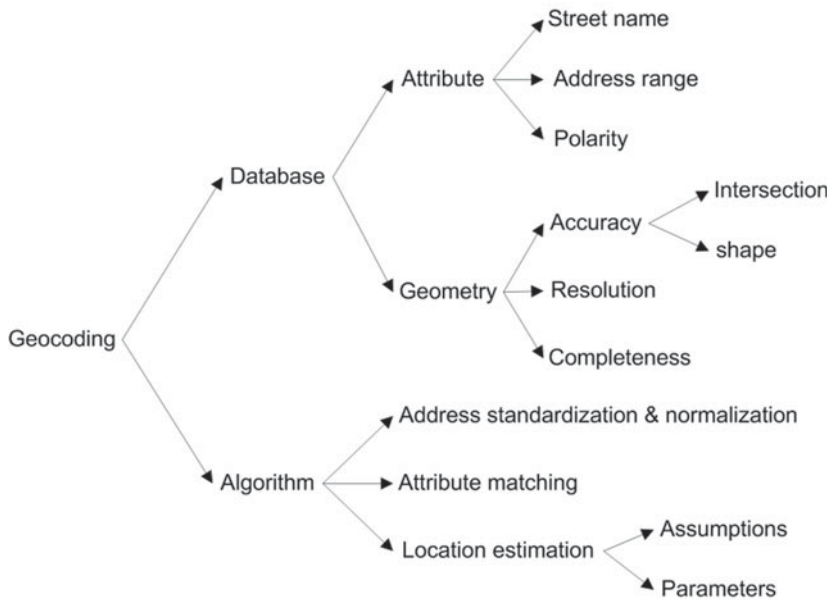 Street name
Attribute
Address range
Polarity
Database
Intersection
Accuracy
shape
Geometry
Resolution
Geocoding
Completeness
Address standardization & normalization
Algorithm
Attribute matching
Assumptions
Location estimation
Parameters